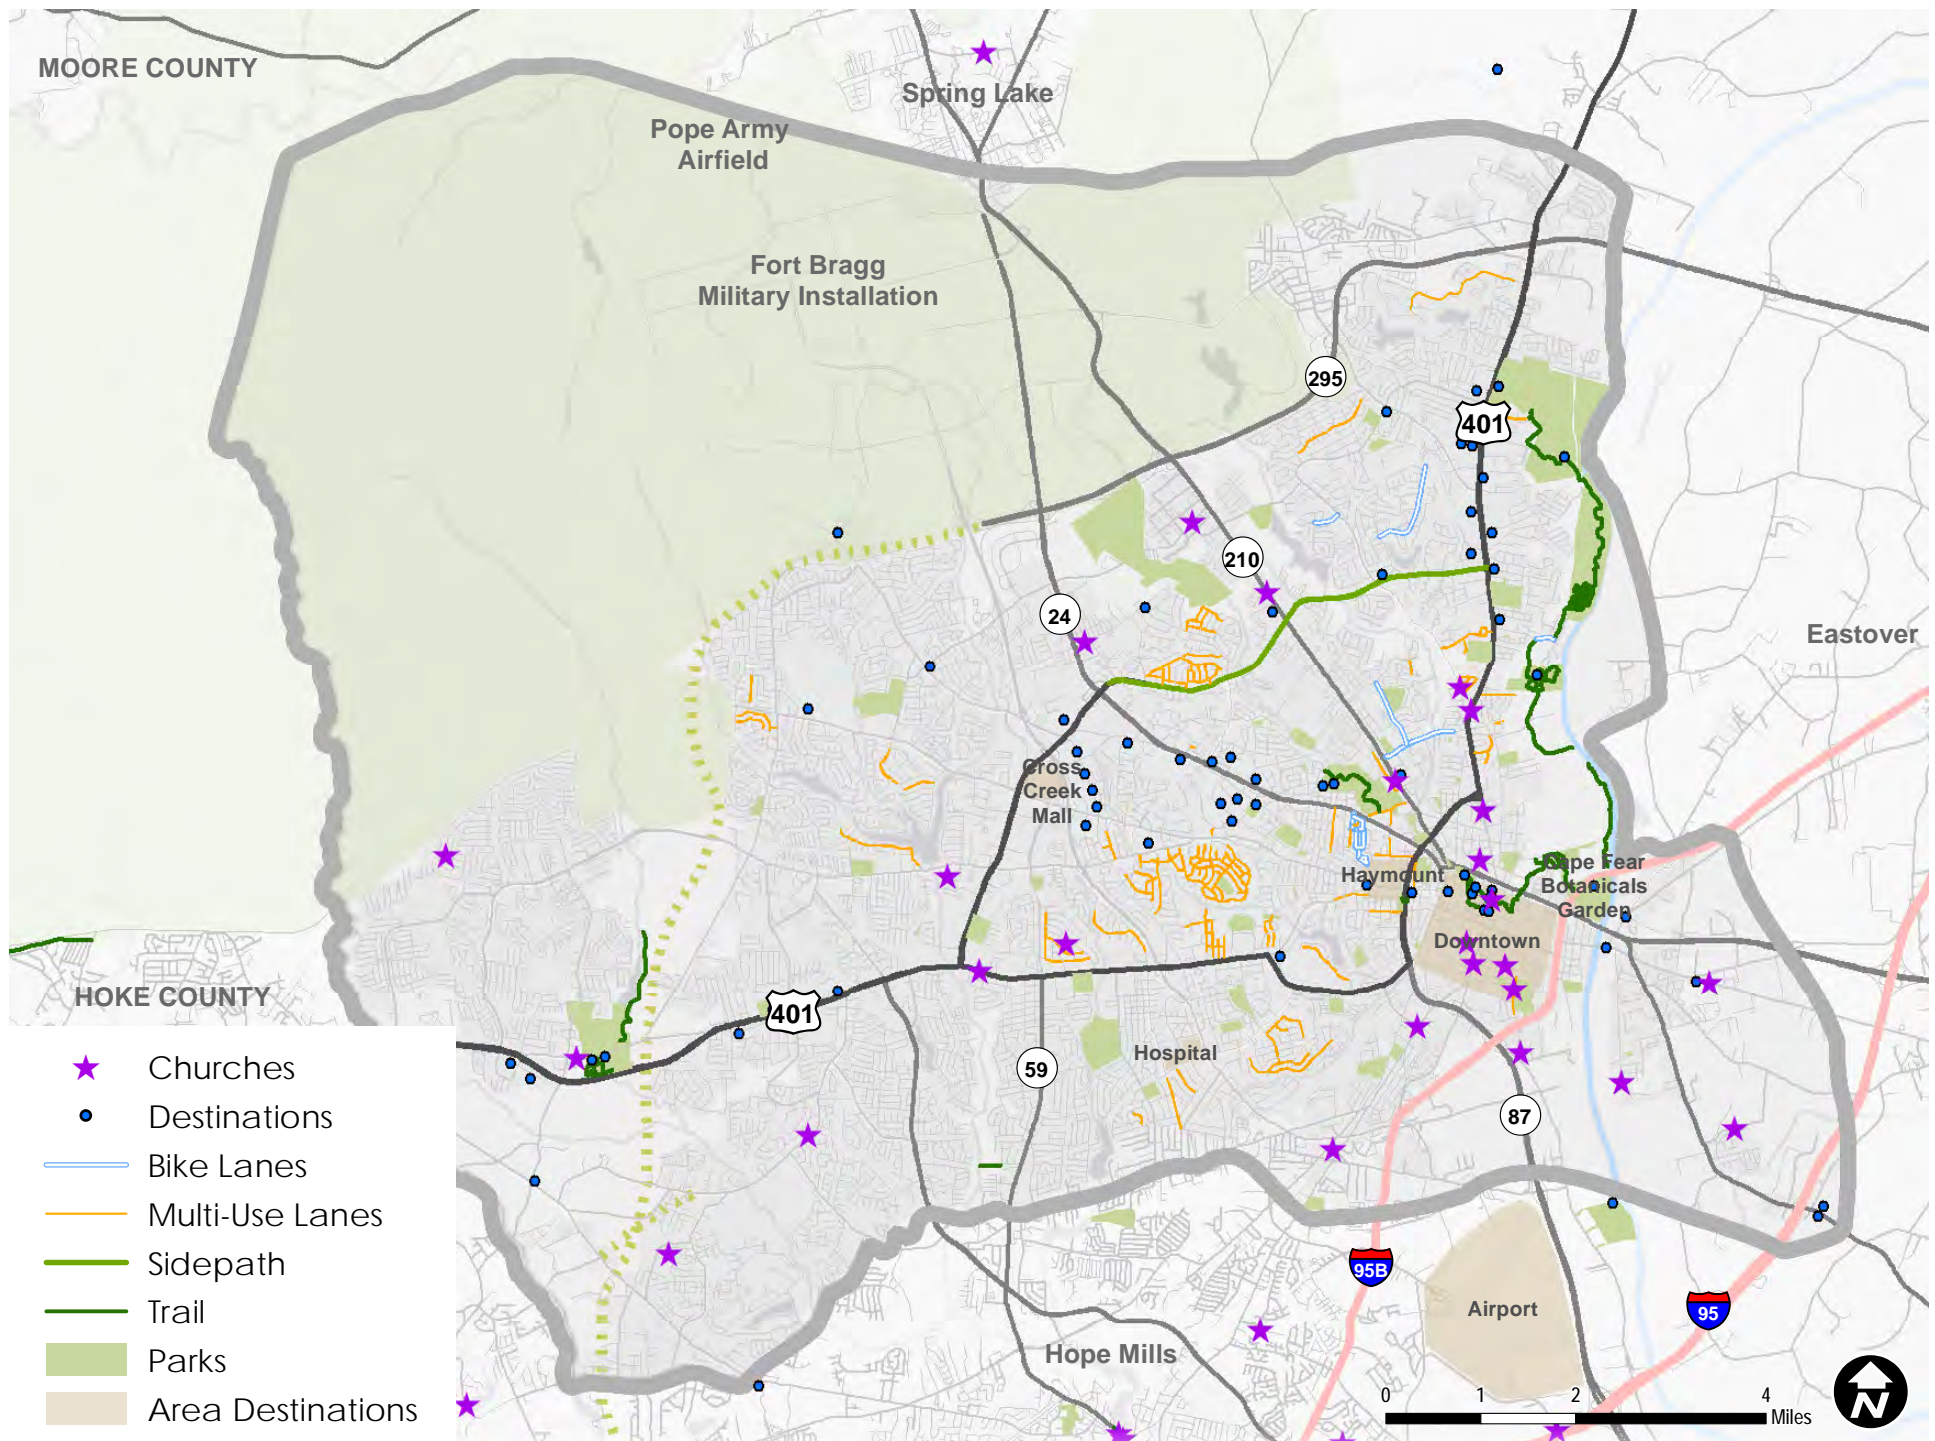 MOORE COUNTY
Spring Lake
Pope Army
Airfield
Fort Bragg
Military Installation
295
401
210
24
Eastover
Cross
Creek
Mall
Haymount
Cape Fear
Botanicals
Garden
Downtown
HOKE COUNTY
401
Hospital
59
87
Churches
Destinations
Bike Lanes
Multi-Use Lanes
Sidepath
Trail
Parks
Area Destinations
95B
Airport
95
Hope Mills
0 1 2 4
Miles
N